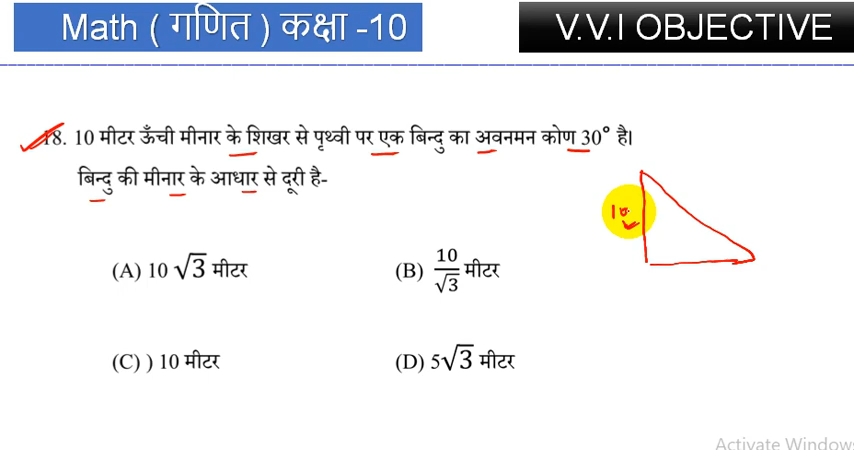 Math ( गणित ) कक्षा -10
V.V.I OBJECTIVE
18. 10 मीटर ऊँची मीनार के शिखर से पृथ्वी पर एक बिन्दु का अवनमन कोण 30° है।
बिन्दु की मीनार के आधार से दूरी है-
10
(A) 10 √3 मीटर
(B) 10/√3 मीटर
(C) ) 10 मीटर
(D) 5√3 मीटर
Activate Windows